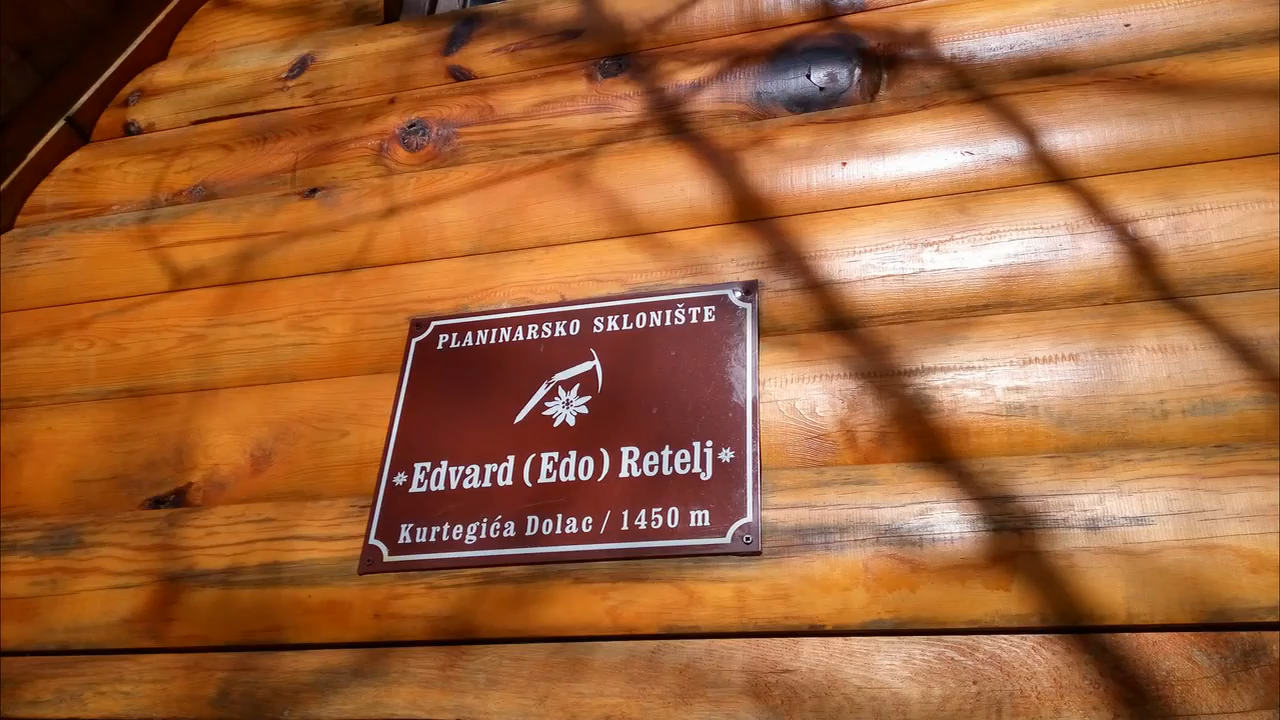 PLANINARSKO SKLONIŠTE
Edvard (Edo) Retelj
Kurtegića Dolac / 1450 m